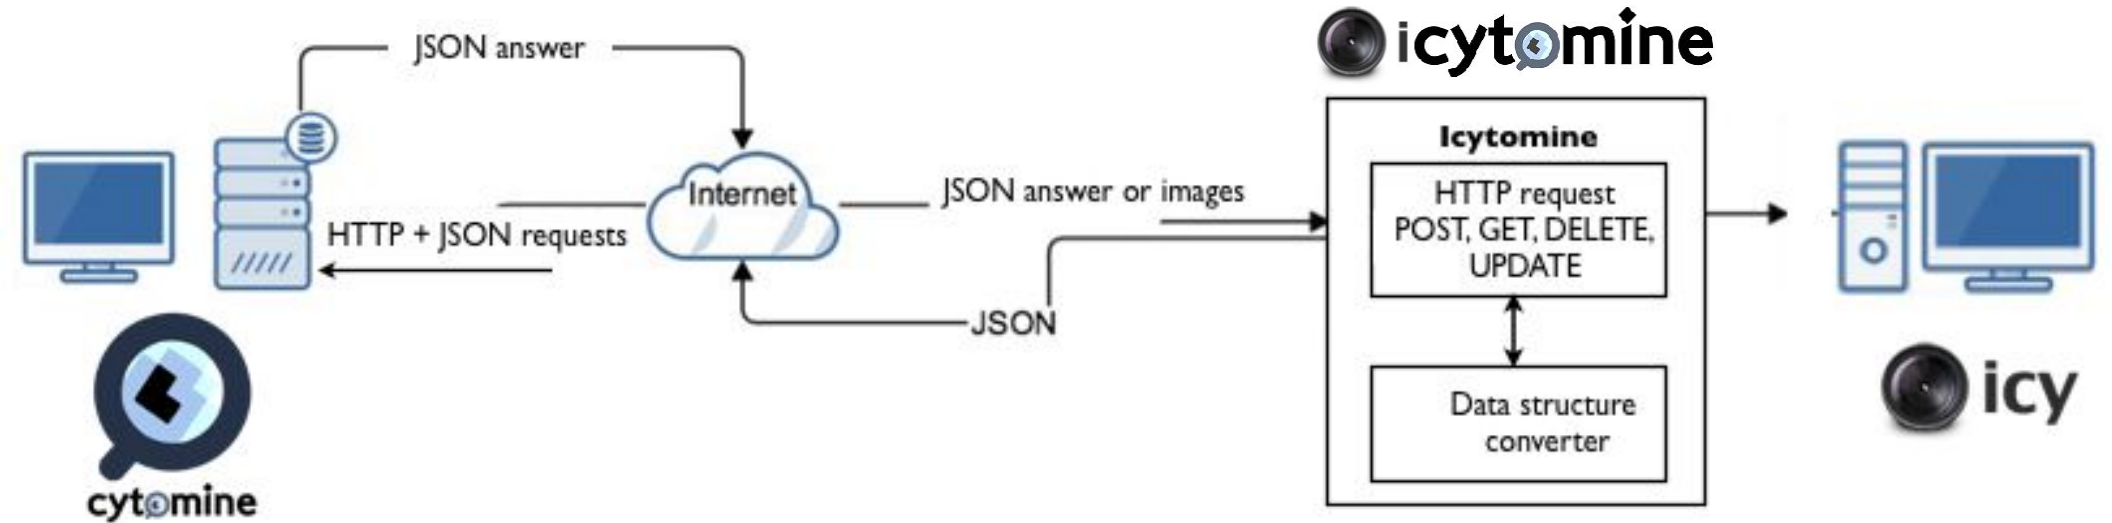 JSON answer
icytomine
Icytomine
HTTP request
POST, GET, DELETE,
UPDATE
Internet
JSON answer or images
HTTP + JSON requests
JSON
Data structure
converter
cytomine
icy